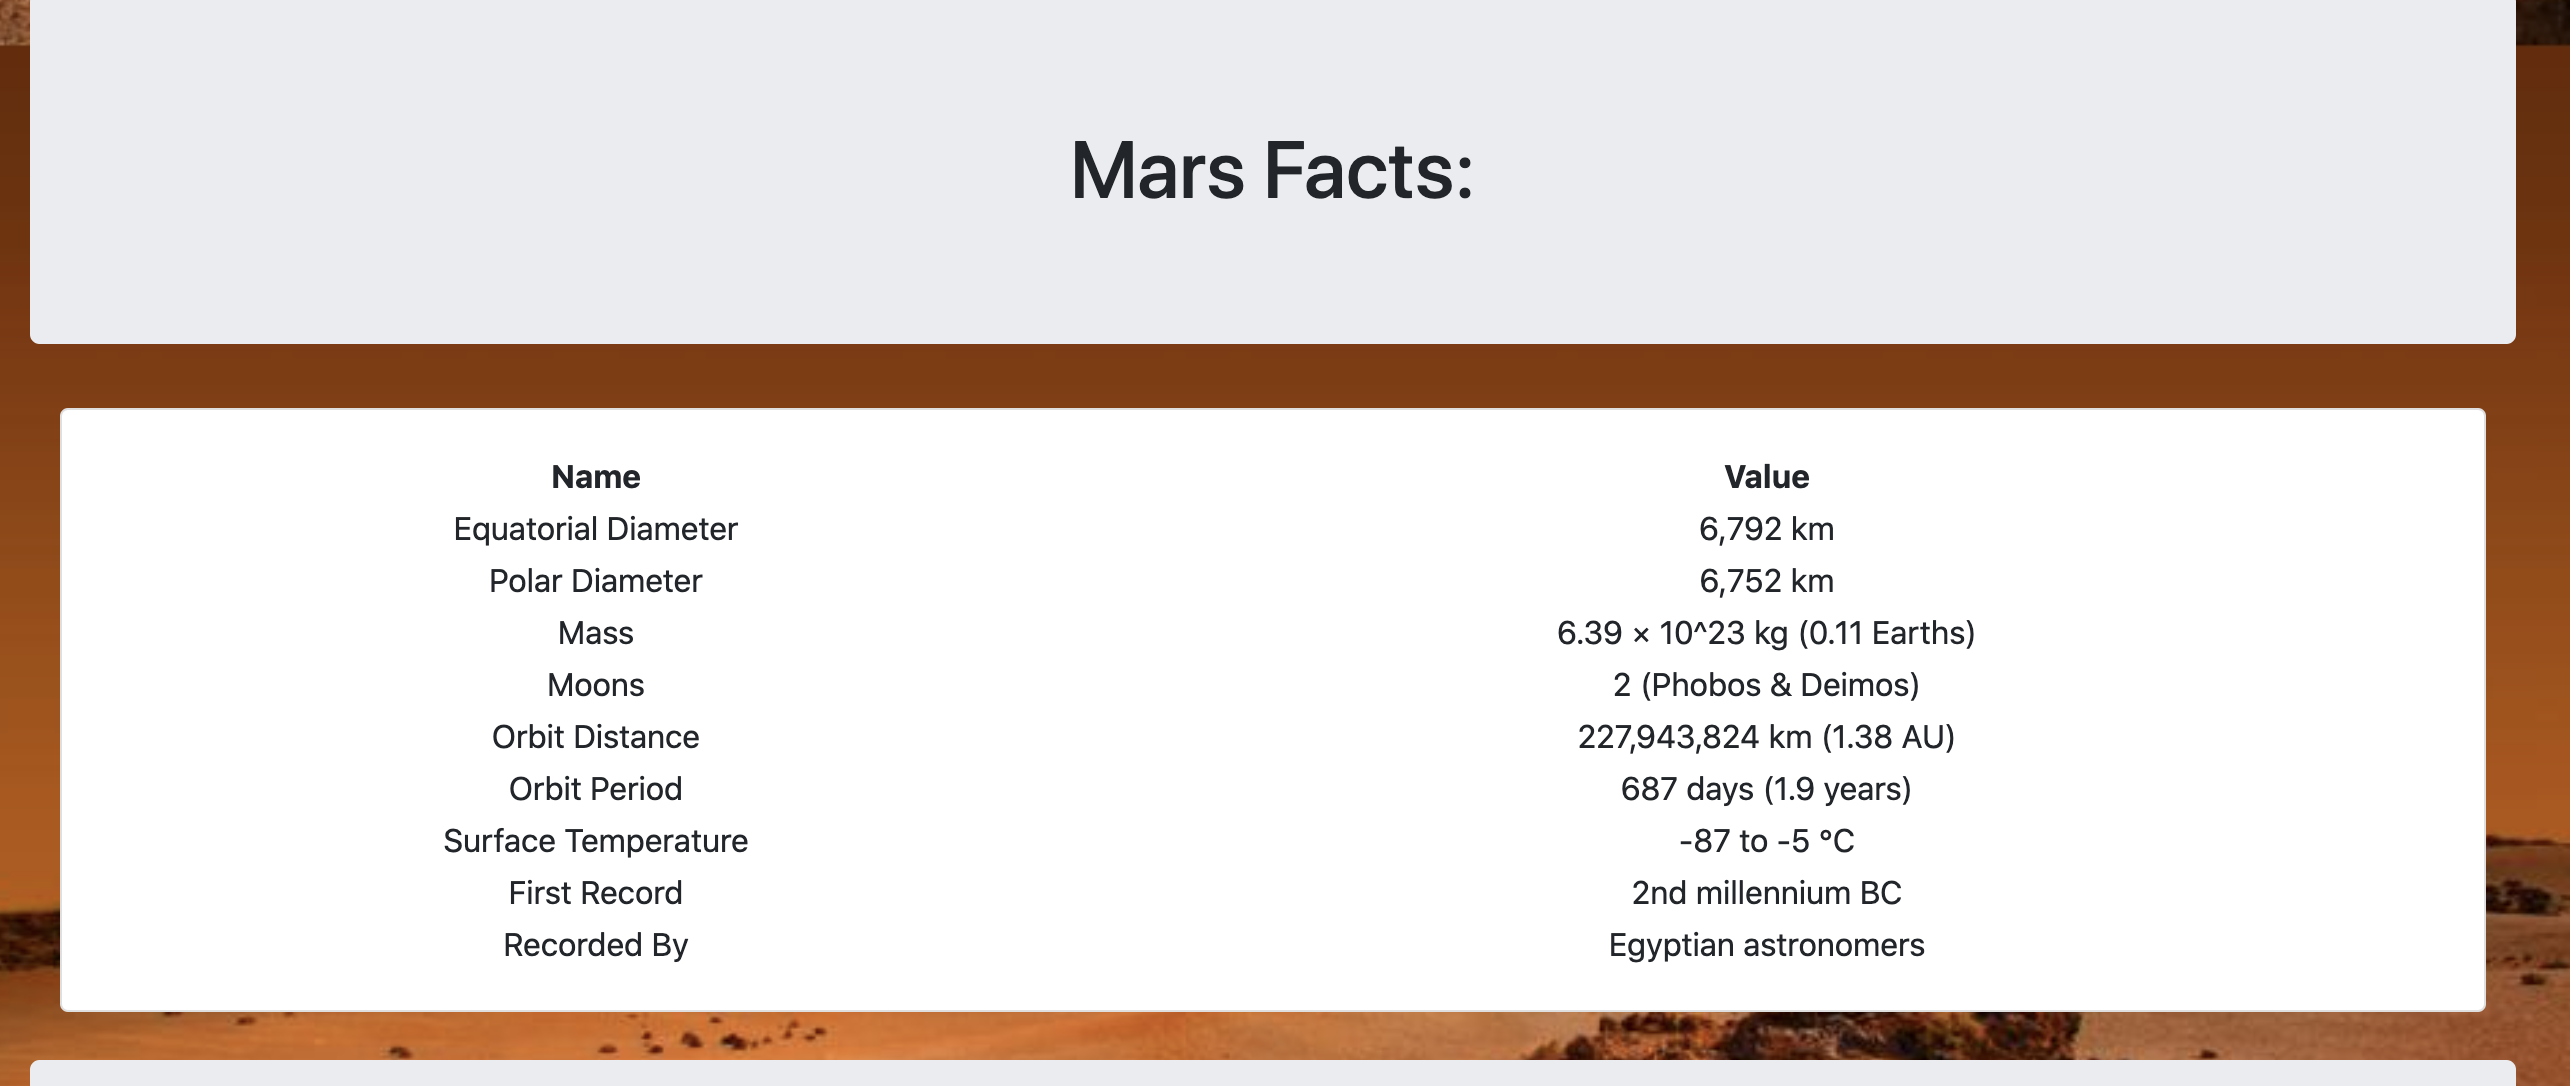 Mars Facts:
Name Value
Equatorial Diameter 6,792 km
Polar Diameter 6,752 km
Mass 6.39 × 10^23 kg (0.11 Earths)
Moons 2 (Phobos & Deimos)
Orbit Distance 227,943,824 km (1.38 AU)
Orbit Period 687 days (1.9 years)
Surface Temperature -87 to -5 °C
First Record 2nd millennium BC
Recorded By Egyptian astronomers